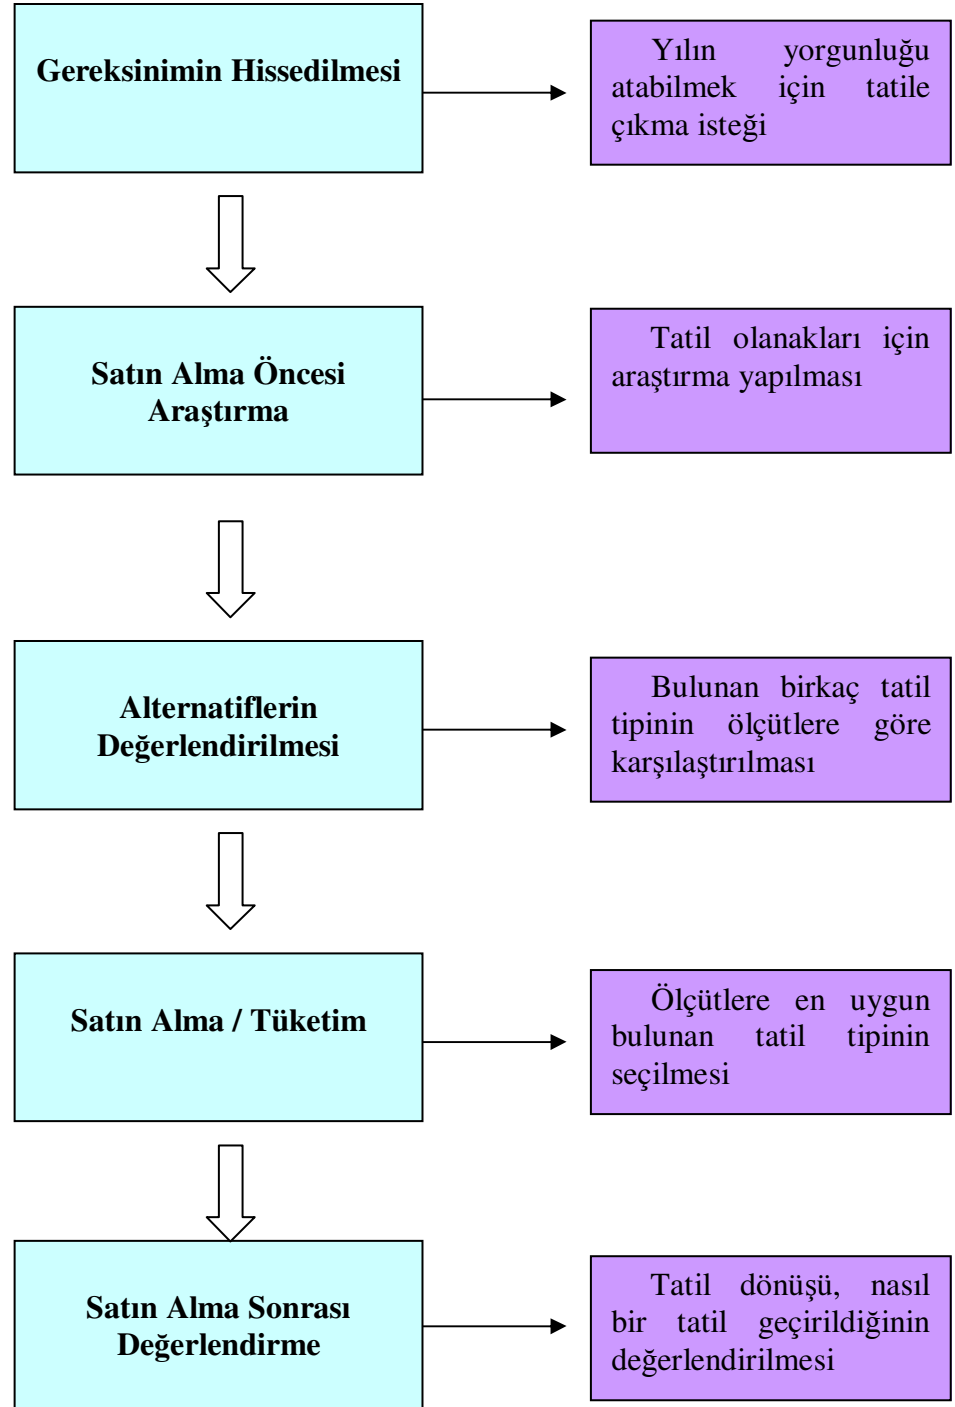 Gereksinimin Hissedilmesi
Yılın yorgunluğu
atabilmek için tatile
çıkma isteği
Satın Alma Öncesi
Araştırma
Tatil olanakları için
araştırma yapılması
Alternatiflerin
Değerlendirilmesi
Bulunan birkaç tatil
tipinin ölçütlere göre
karşılaştırılması
Satın Alma / Tüketim
Ölçütlere en uygun
bulunan tatil tipinin
seçilmesi
Satın Alma Sonrası
Değerlendirme
Tatil dönüşü, nasıl
bir tatil geçirildiğinin
değerlendirilmesi